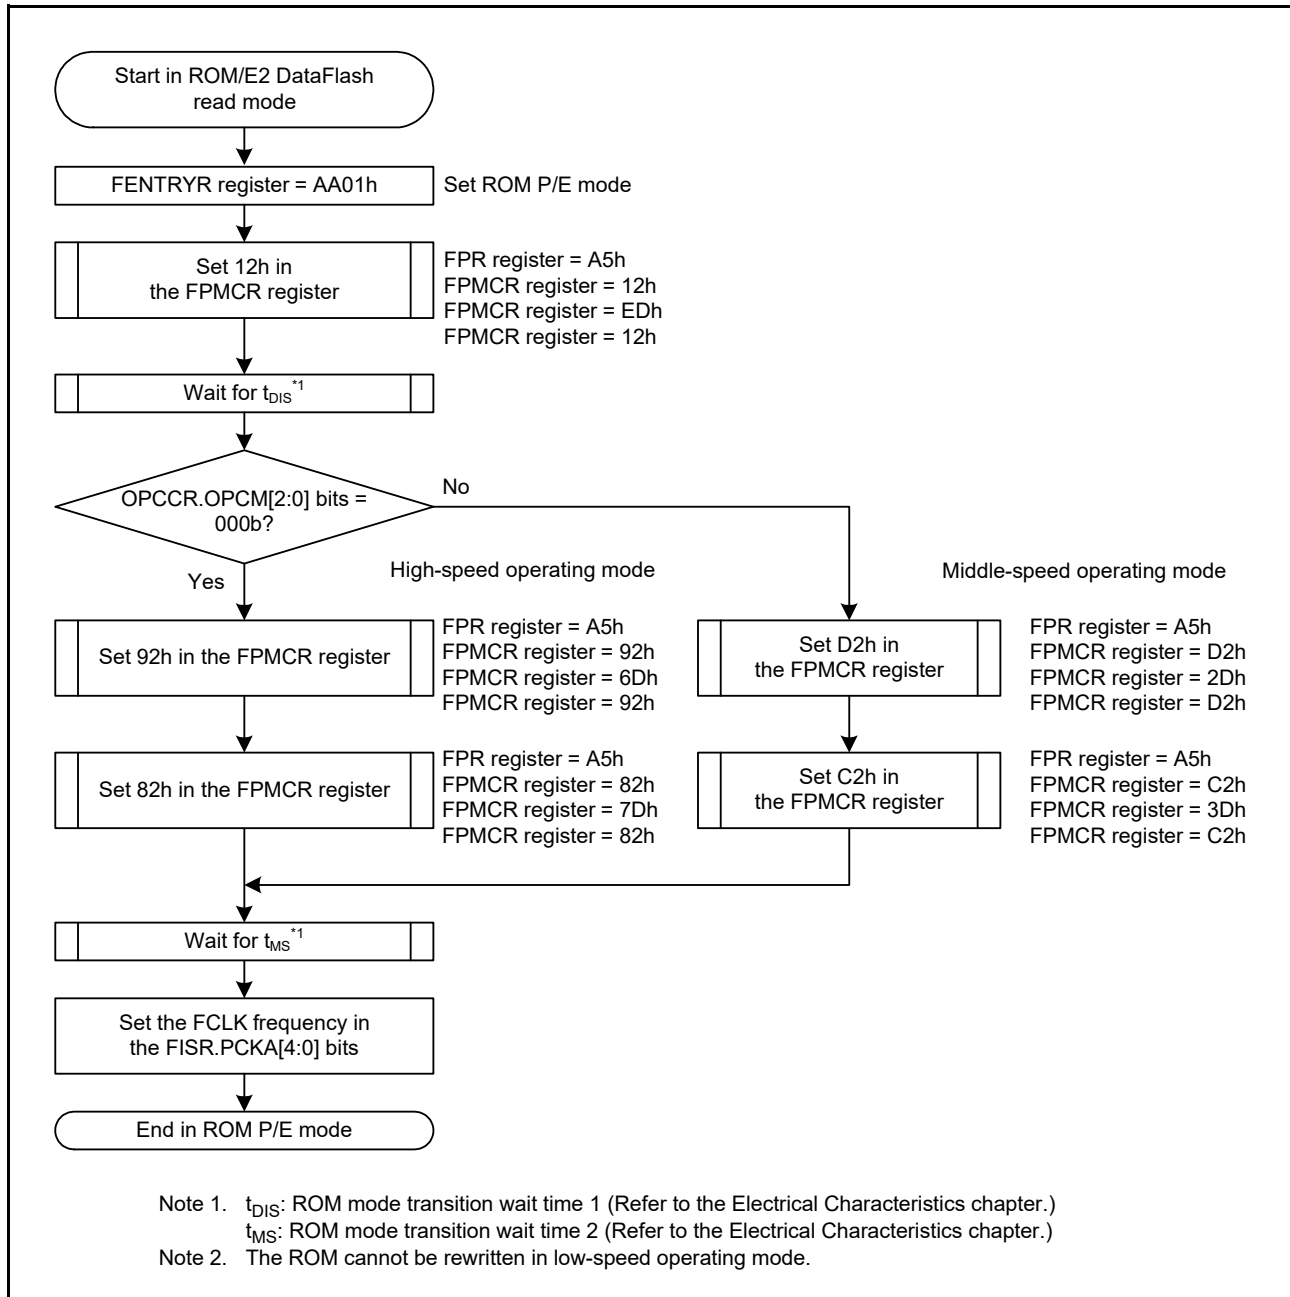 Start in ROM/E2 DataFlash
read mode
FENTRYR register = AA01h
Set ROM P/E mode
Set 12h in
the FPMCR register
FPR register = A5h
FPMCR register = 12h
FPMCR register = EDh
FPMCR register = 12h
Wait for tDIS*1
OPCCR.OPCM[2:0] bits =
000b?
No
Yes
High-speed operating mode
Middle-speed operating mode
Set 92h in the FPMCR register
FPR register = A5h
FPMCR register = 92h
FPMCR register = 6Dh
FPMCR register = 92h
Set D2h in
the FPMCR register
FPR register = A5h
FPMCR register = D2h
FPMCR register = 2Dh
FPMCR register = D2h
Set 82h in the FPMCR register
FPR register = A5h
FPMCR register = 82h
FPMCR register = 7Dh
FPMCR register = 82h
Set C2h in
the FPMCR register
FPR register = A5h
FPMCR register = C2h
FPMCR register = 3Dh
FPMCR register = C2h
Wait for tMS*1
Set the FCLK frequency in
the FISR.PCKA[4:0] bits
End in ROM P/E mode
Note 1. tDIS: ROM mode transition wait time 1 (Refer to the Electrical Characteristics chapter.)
tMS: ROM mode transition wait time 2 (Refer to the Electrical Characteristics chapter.)
Note 2. The ROM cannot be rewritten in low-speed operating mode.